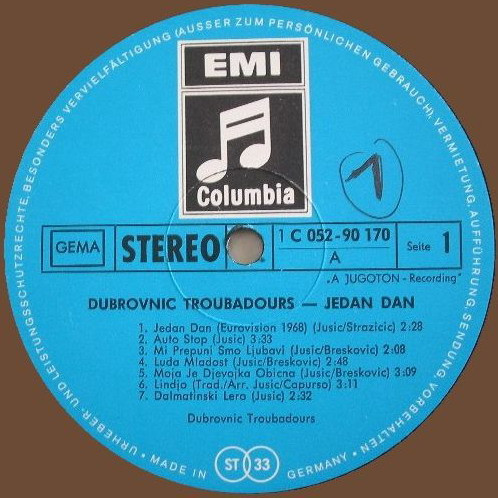 URHEBER- UND LEISTUNGSSCHUTZRECHTE, BESONDERS VERVIELFÄLTIGUNG (AUSSER ZUM PERSÖNLICHEN GEBRAUCH), VERMIETUNG, AUFFÜHRUNG, SENDUNG VORBEHALTEN
EMI
Columbia
1
GEMA
STEREO
1 C 052-90 170
A
Seite 1
„A JUGOTON - Recording"
DUBROVNIC TROUBADOURS — JEDAN DAN
1. Jedan Dan (Eurovision 1968) (Jusic/Strazicic) 2:28
2. Auto Stop (Jusic) 3:33
3. Mi Prepuni Smo Ljubavi (Jusic/Breskovic) 2:08
4. Luda Mladost (Jusic/Breskovic) 2:48
5. Moja Je Djevajka Obicna (Jusic/Breskovic) 3:09
6. Lindjo (Trad./Arr. Jusic/Capurso) 3:11
7. Dalmatinski Lero (Jusic) 2:32
Dubrovnic Troubadours
• MADE IN ST 33 GERMANY •